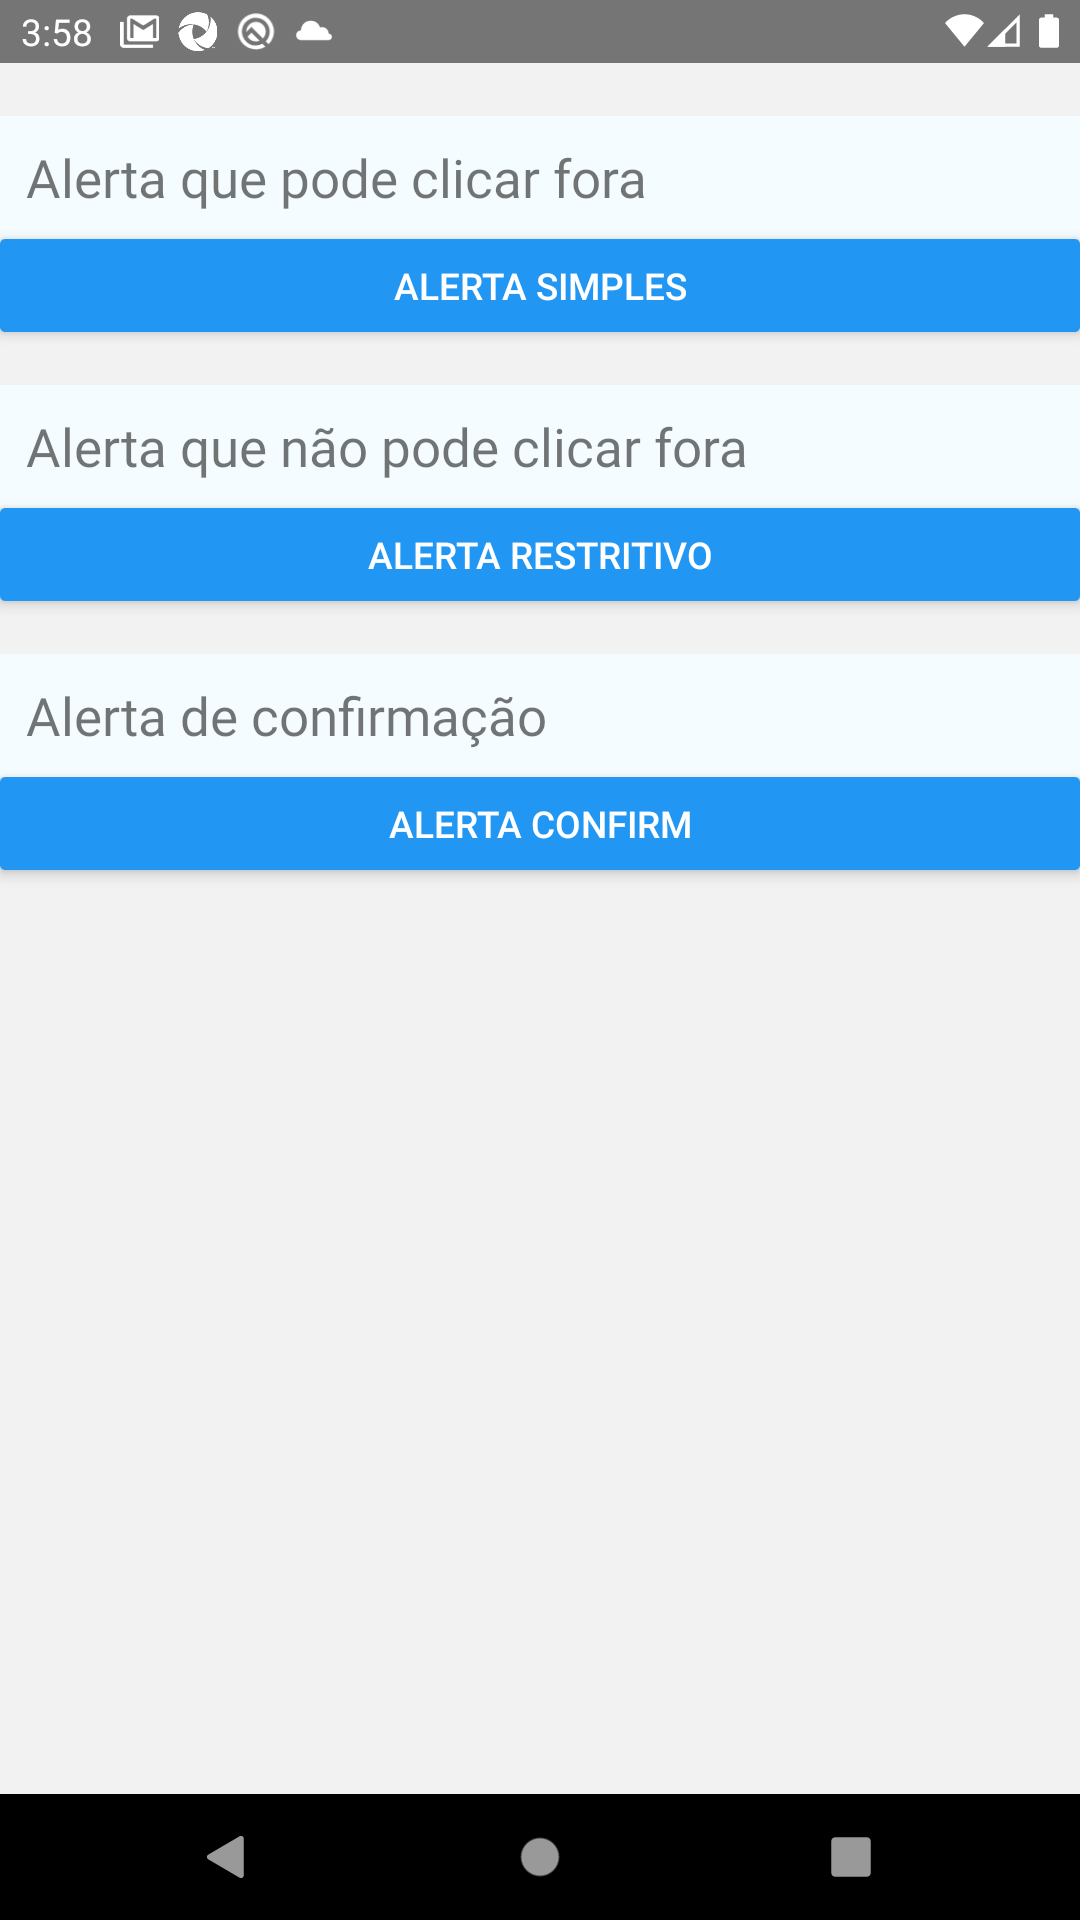 3:58
Alerta que pode clicar fora
ALERTA SIMPLES
Alerta que não pode clicar fora
ALERTA RESTRITIVO
Alerta de confirmação
ALERTA CONFIRM